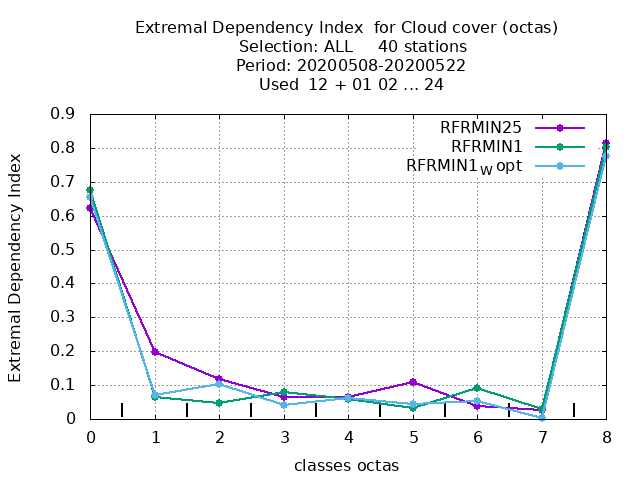 Extremal Dependency Index  for Cloud cover (octas)
Selection: ALL     40 stations
Period: 20200508-20200522
Used  12 + 01 02 ... 24
RFRMIN25
RFRMIN1
RFRMIN1W opt
Extremal Dependency Index
0.9
0.8
0.7
0.6
0.5
0.4
0.3
0.2
0.1
0
0 1 2 3 4 5 6 7 8
classes octas